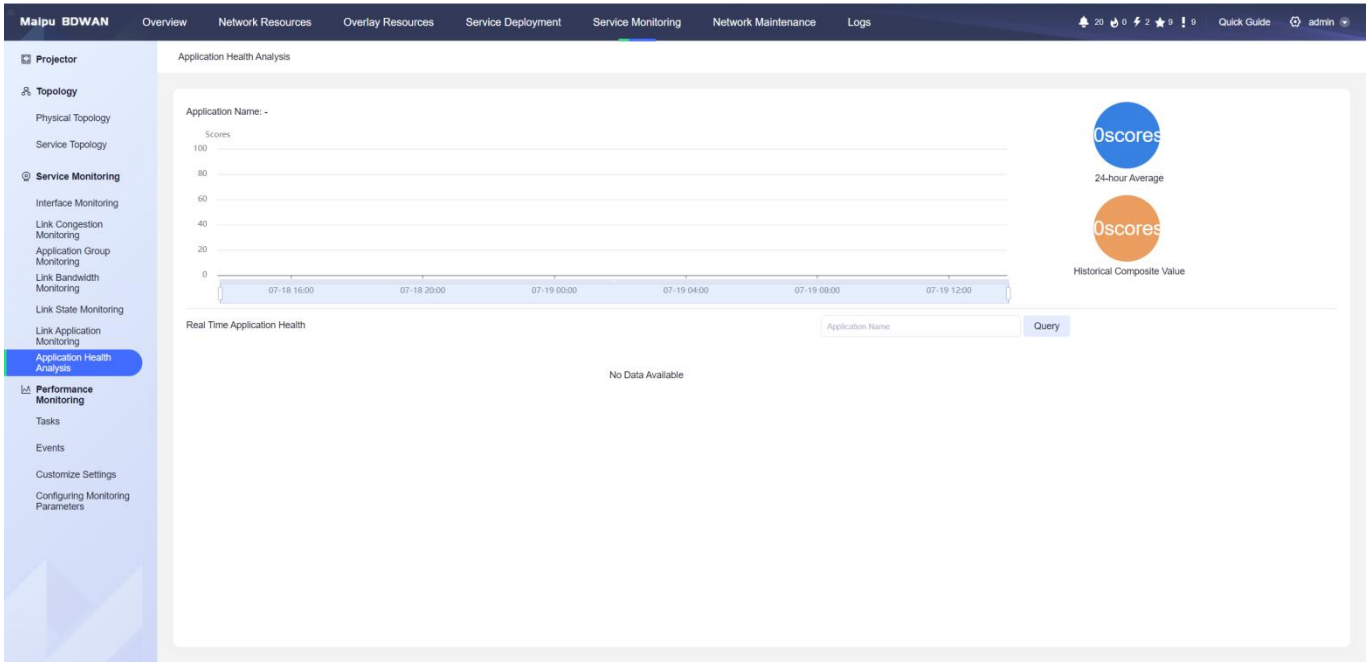 Maipu BDWAN Overview Network Resources Overlay Resources Service Deployment Service Monitoring Network Maintenance Logs 20 0 2 9 9 Quick Guide admin
Projector
Topology
Physical Topology
Service Topology
Service Monitoring
Interface Monitoring
Link Congestion
Monitoring
Application Group
Monitoring
Link Bandwidth
Monitoring
Link State Monitoring
Link Application
Monitoring
Application Health
Analysis
Performance
Monitoring
Tasks
Events
Customize Settings
Configuring Monitoring
Parameters
Application Health Analysis
Application Name: -
Scores
100
80
60
40
20
0
07-18 16:00 07-18 20:00 07-19 00:00 07-19 04:00 07-19 08:00 07-19 12:00
0scores
24-hour Average
0scores
Historical Composite Value
Real Time Application Health Application Name Query
No Data Available